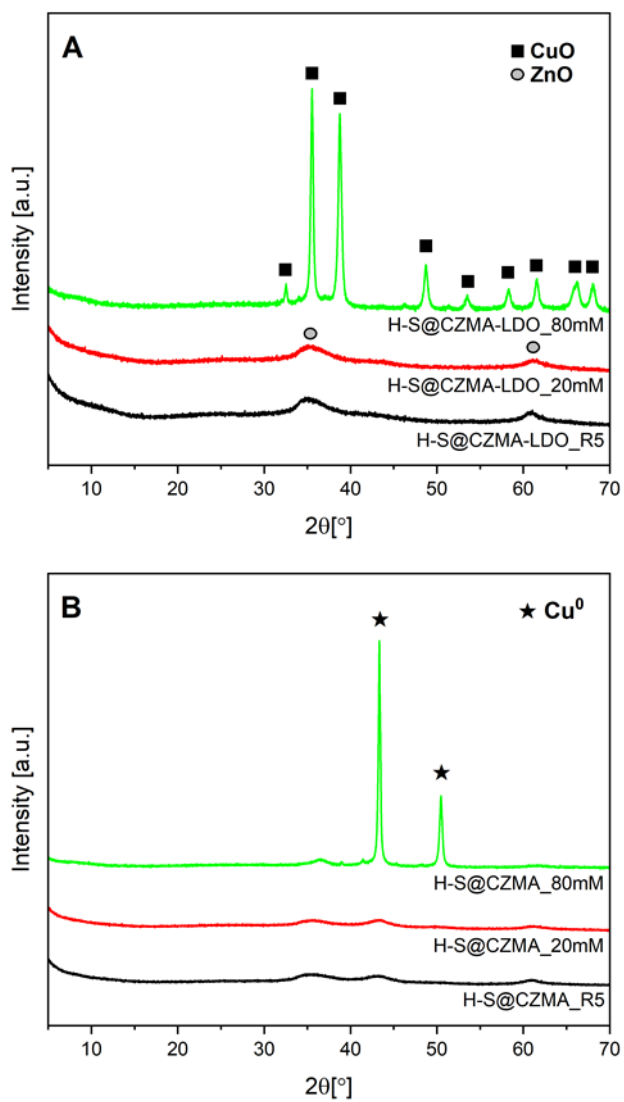 A
■ CuO
ZnO
Intensity [a.u.]
H-S@CZMA-LDO_80mM
H-S@CZMA-LDO_20mM
H-S@CZMA-LDO_R5
10 20 30 40 50 60 70
2θ[°]
B
★ Cu⁰
Intensity [a.u.]
H-S@CZMA_80mM
H-S@CZMA_20mM
H-S@CZMA_R5
10 20 30 40 50 60 70
2θ[°]